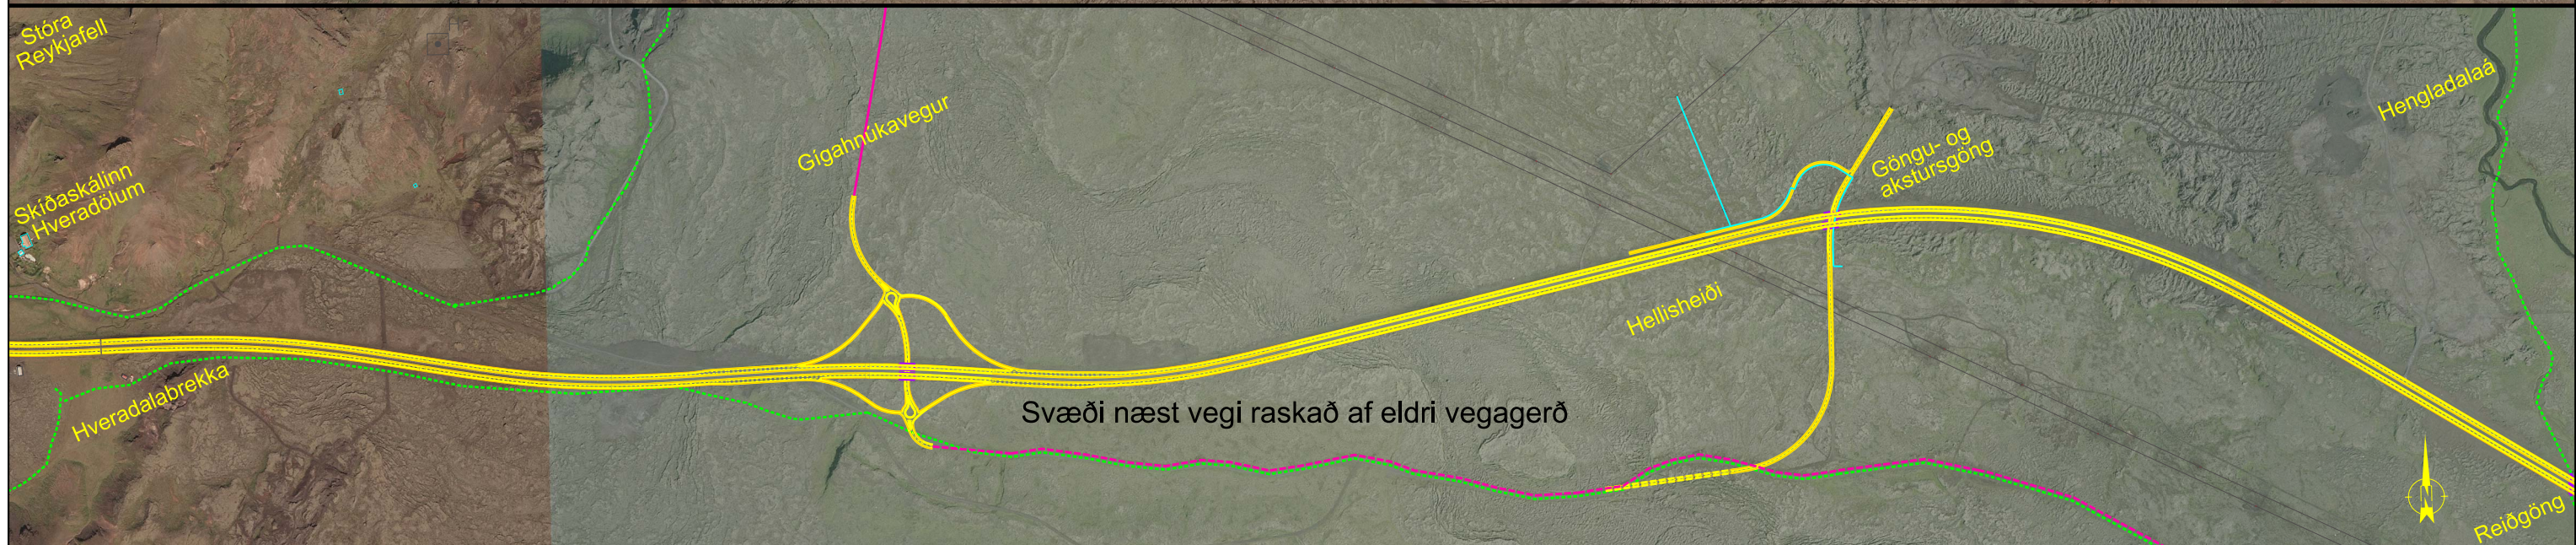 Stóra
Reykjafell
Skíðaskálinn
Hveradölum
Hveradalabrekka
Gígahnúkavegur
Svæði næst vegi raskað af eldri vegagerð
Hellisheiði
Göngu- og
akstursgöng
Hengladalaá
N
Reiðgöng